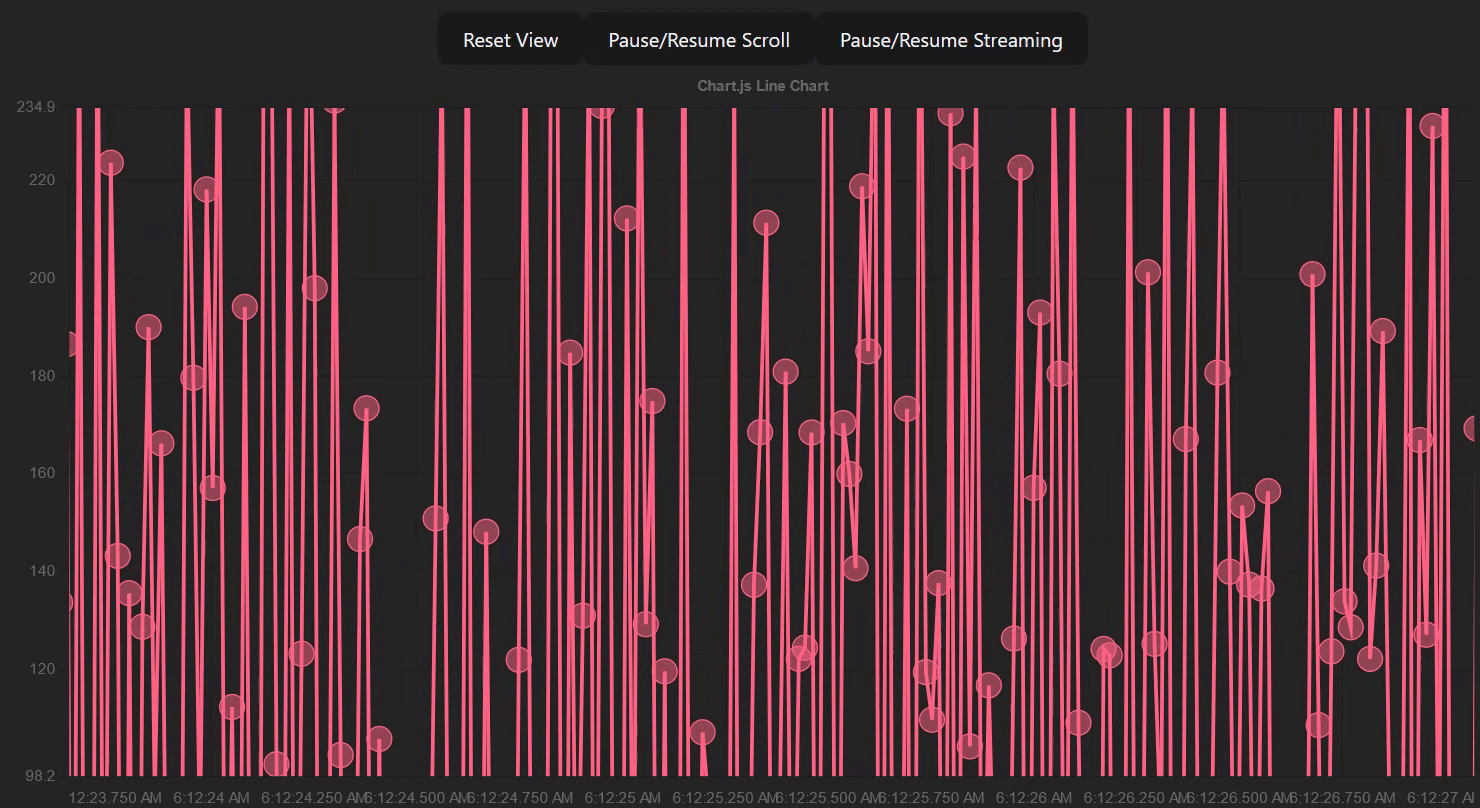 Reset View Pause/Resume Scroll Pause/Resume Streaming
Chart.js Line Chart
234.9
220
200
180
160
140
120
98.2
12:23.750 AM 6:12:24 AM 6:12:24.250 AM 6:12:24.500 AM 6:12:24.750 AM 6:12:25 AM 6:12:25.250 AM 6:12:25.500 AM 6:12:25.750 AM 6:12:26 AM 6:12:26.250 AM 6:12:26.500 AM 6:12:26.750 AM 6:12:27 AM